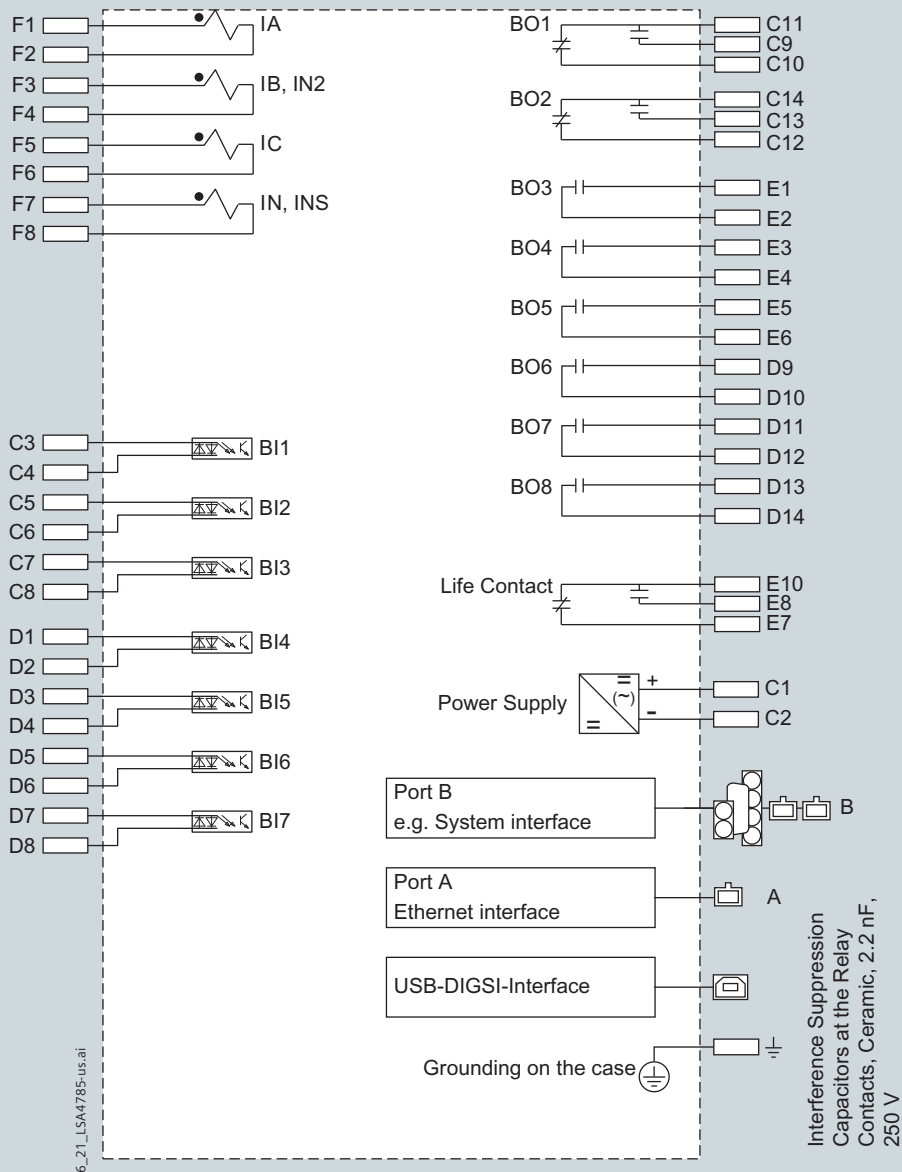 F1
IA
F2
F3
IB, IN2
F4
F5
IC
F6
F7
IN, INS
F8
C3
BI1
C4
C5
BI2
C6
C7
BI3
C8
D1
BI4
D2
D3
BI5
D4
D5
BI6
D6
D7
BI7
D8
BO1
C11
C9
C10
BO2
C14
C13
C12
BO3
E1
E2
BO4
E3
E4
BO5
E5
E6
BO6
D9
D10
BO7
D11
D12
BO8
D13
D14
Life Contact
E10
E8
E7
Power Supply
=
(~)
=
+
-
C1
C2
Port B
e.g. System interface
B
Port A
Ethernet interface
A
USB-DIGSI-Interface
Grounding on the case
Interference Suppression
Capacitors at the Relay
Contacts, Ceramic, 2.2 nF,
250 V
6_21_LSA4785-us.ai